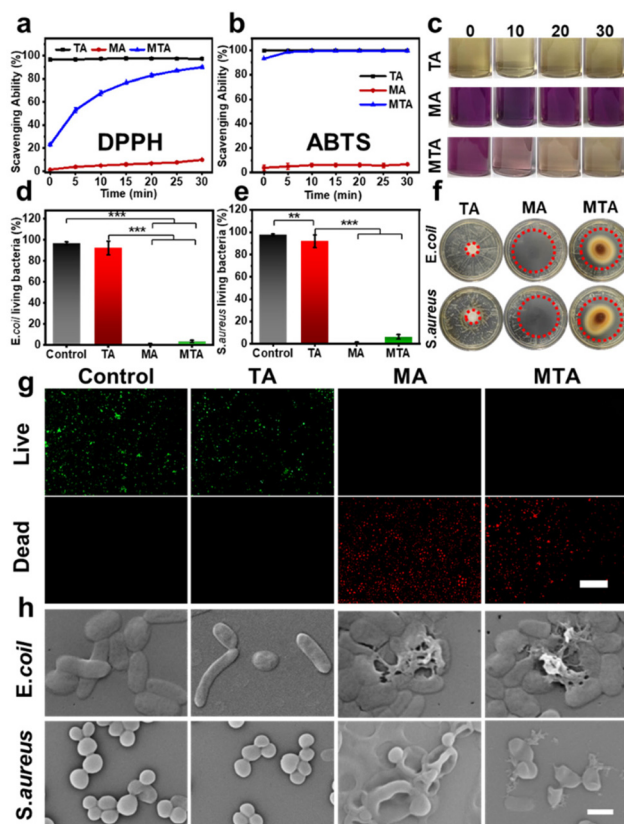 a
TA MA MTA
Scavenging Ability (%)
100
80
60
40
20
0
DPPH
0 5 10 15 20 25 30
Time (min)
b
Scavenging Ability (%)
100
80
60
40
20
0
TA
MA
MTA
ABTS
0 5 10 15 20 25 30
Time (min)
c
0 10 20 30
TA
MA
MTA
d
E.coil living bacteria (%)
120
100
80
60
40
20
0
***
***
Control TA MA MTA
e
S.aureus living bacteria (%)
120
100
80
60
40
20
0
**
***
Control TA MA MTA
f
TA MA MTA
E.coil
S.aureus
g
Control TA MA MTA
Live
Dead
h
E.coil
S.aureus